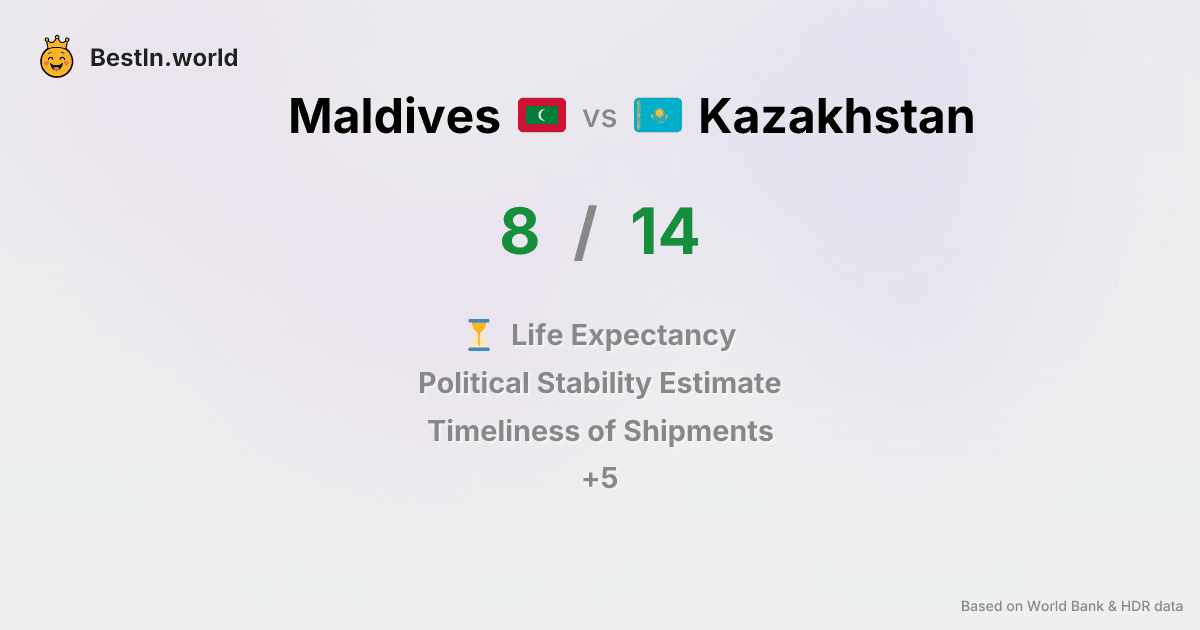 BestIn.world
Maldives vs Kazakhstan
8 / 14
Life Expectancy
Political Stability Estimate
Timeliness of Shipments
+5
Based on World Bank & HDR data